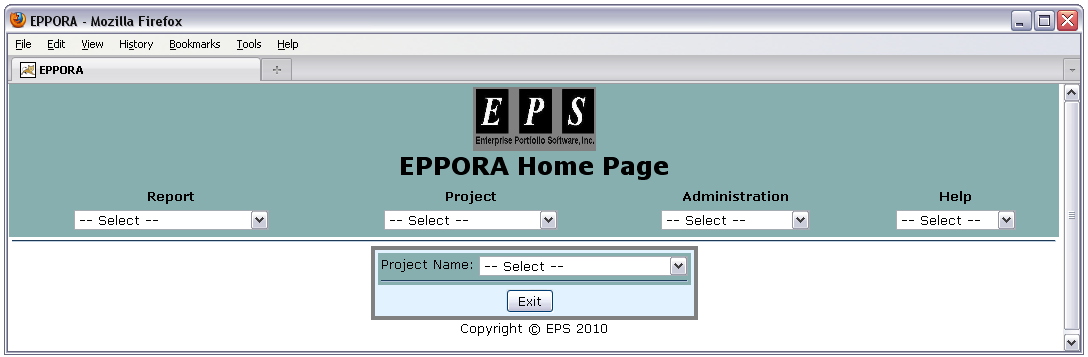 EPPORA - Mozilla Firefox
File Edit View History Bookmarks Tools Help
EPPORA
E P S
Enterprise Portfolio Software, Inc.
EPPORA Home Page
Report Project Administration Help
-- Select -- -- Select -- -- Select -- -- Select --
Project Name: -- Select --
Exit
Copyright © EPS 2010